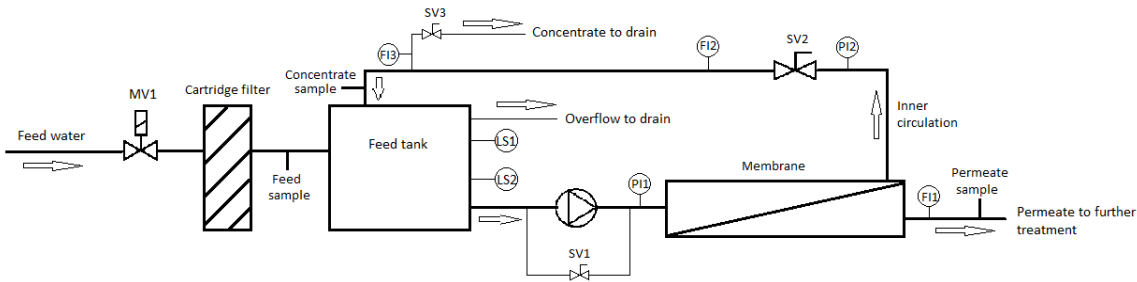 SV3
Concentrate to drain
FI3
FI2
SV2
PI2
Concentrate
sample
Cartridge filter
MV1
Feed water
Feed
sample
Feed tank
Overflow to drain
LS1
LS2
Inner
circulation
PI1
Membrane
Permeate
sample
FI1
Permeate to further
treatment
SV1